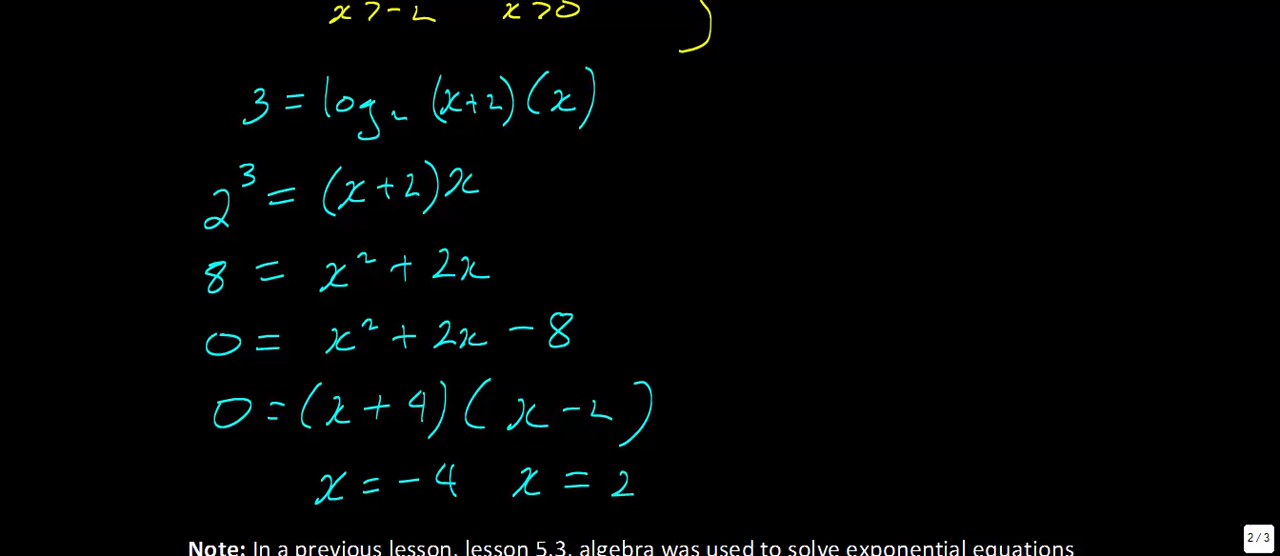 x > -2 x > 0 )
3 = log₂ (x+2)(x)
2³ = (x+2)x
8 = x² + 2x
0 = x² + 2x - 8
0 = (x + 4)(x - 2)
x = -4 x = 2
Note: In a previous lesson, lesson 5.3, algebra was used to solve exponential equations
2 / 3